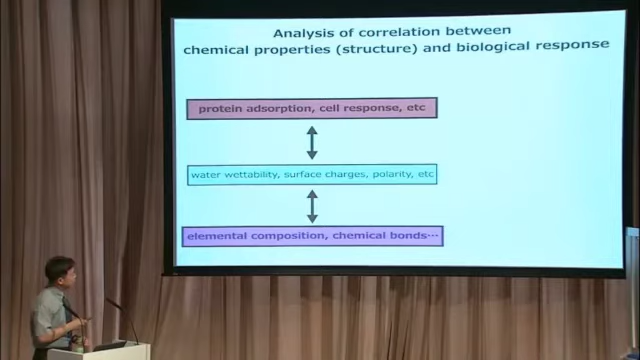 Analysis of correlation between
chemical properties (structure) and biological response
protein adsorption, cell response, etc
water wettability, surface charges, polarity, etc
elemental composition, chemical bonds…